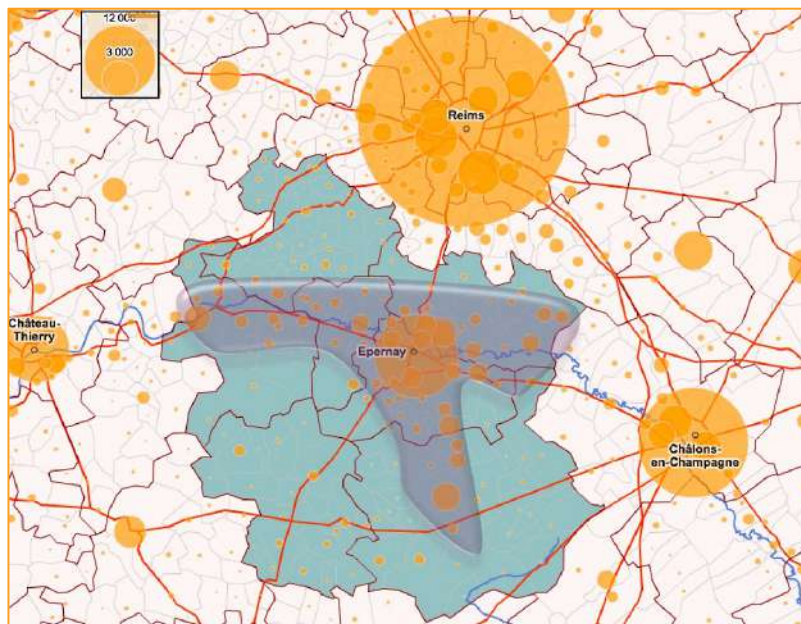 12 000
3 000
Reims
Château-
Thierry
Epernay
Châlons-
en-Champagne